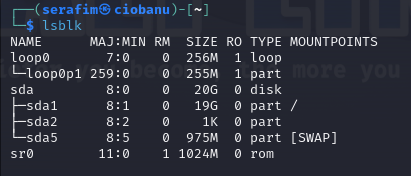 ┌──(serafim㉿ciobanu)-[~]
└─$ lsblk
NAME      MAJ:MIN RM  SIZE RO TYPE MOUNTPOINTS
loop0       7:0    0  256M  1 loop
└─loop0p1 259:0    0  255M  1 part
sda         8:0    0   20G  0 disk
├─sda1      8:1    0   19G  0 part /
├─sda2      8:2    0    1K  0 part
└─sda5      8:5    0  975M  0 part [SWAP]
sr0        11:0    1 1024M  0 rom